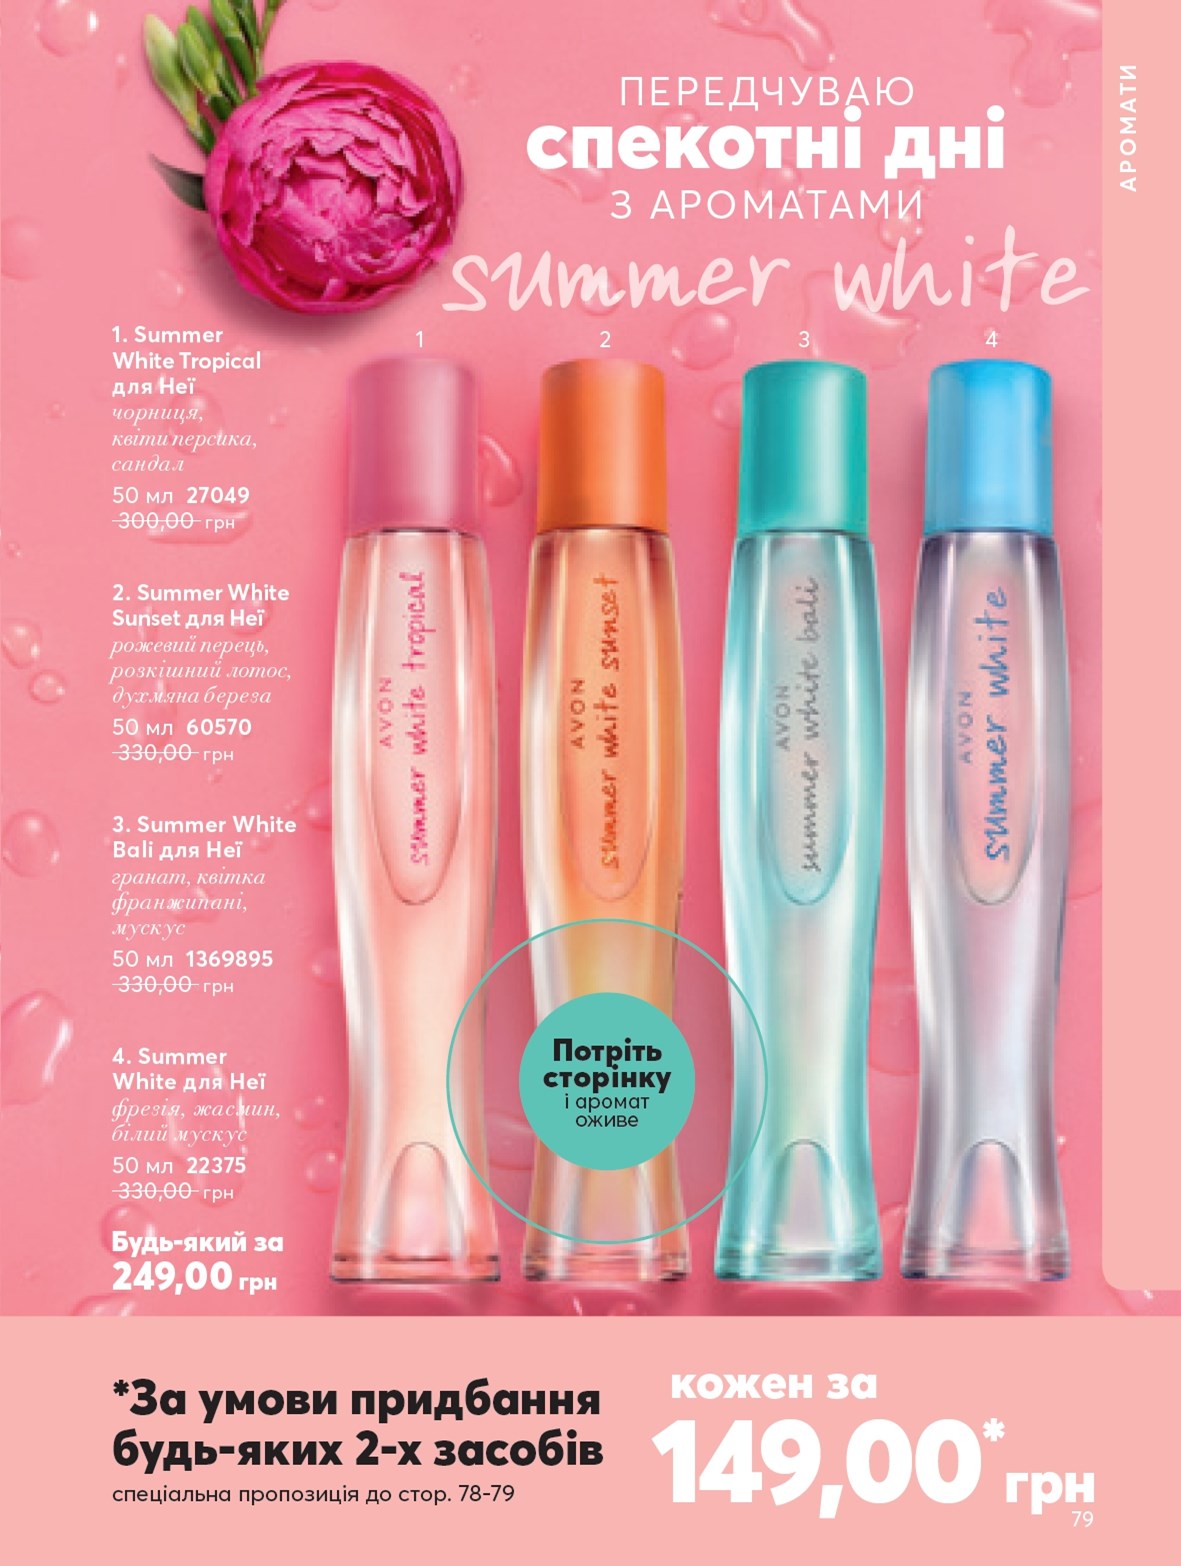 АРОМАТИ
ПЕРЕДЧУВАЮ
спекотні дні
З АРОМАТАМИ
summer white
1. Summer
White Tropical
для Неї
чорниця,
квіти персика,
сандал
50 мл 27049
300,00 грн
2. Summer White
Sunset для Неї
рожевий перець,
розкішний лотос,
духмяна береза
50 мл 60570
330,00 грн
3. Summer White
Bali для Неї
гранат, квітка
франжипані,
мускус
50 мл 1369895
330,00 грн
4. Summer
White для Неї
фрезія, жасмин,
білий мускус
50 мл 22375
330,00 грн
Будь-який за
249,00 грн
1
2
3
4
AVON
summer white tropical
AVON
summer white sunset
AVON
summer white bali
AVON
summer white
Потріть
сторінку
і аромат
оживе
*За умови придбання
будь-яких 2-х засобів
спеціальна пропозиція до стор. 78-79
кожен за
149,00* грн
79